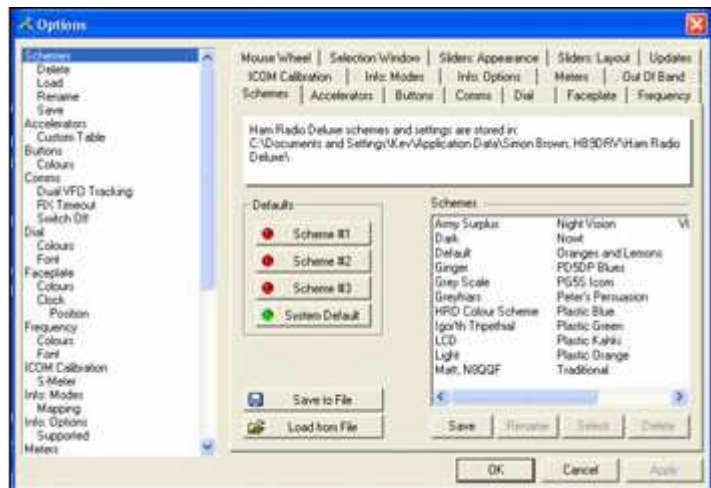 Options
Schemes
Delete
Load
Rename
Save
Accelerators
Custom Table
Buttons
Colours
Comms
Dual VFO Tracking
RX Timeout
Switch Off
Dial
Colours
Font
Faceplate
Colours
Clock
Position
Frequency
Colours
Font
ICOM Calibration
S-Meter
Info: Modes
Mapping
Info: Options
Supported
Meters
Mouse Wheel Selection Window Sliders: Appearance Sliders: Layout Updates
ICOM Calibration Info: Modes Info: Options Meters Out Of Band
Schemes Accelerators Buttons Comms Dial Faceplate Frequency
Ham Radio Deluxe schemes and settings are stored in:
C:\Documents and Settings\Kev\Application Data\Simon Brown, HB9DRV\Ham Radio
Deluxe\
Defaults
Scheme #1
Scheme #2
Scheme #3
System Default
Save to File
Load from File
Schemes
Army Surplus Night Vision
Dark Nowt
Default Oranges and Lemons
Ginger PD5DP Blues
Grey Scale PG5S Icom
Greyfriars Peter's Persuasion
HRD Colour Scheme Plastic Blue
Plastic Green
LCD Plastic Kahki
Light Plastic Orange
Matt, N9QQF Traditional
Save Rename Select Delete
OK Cancel Apply